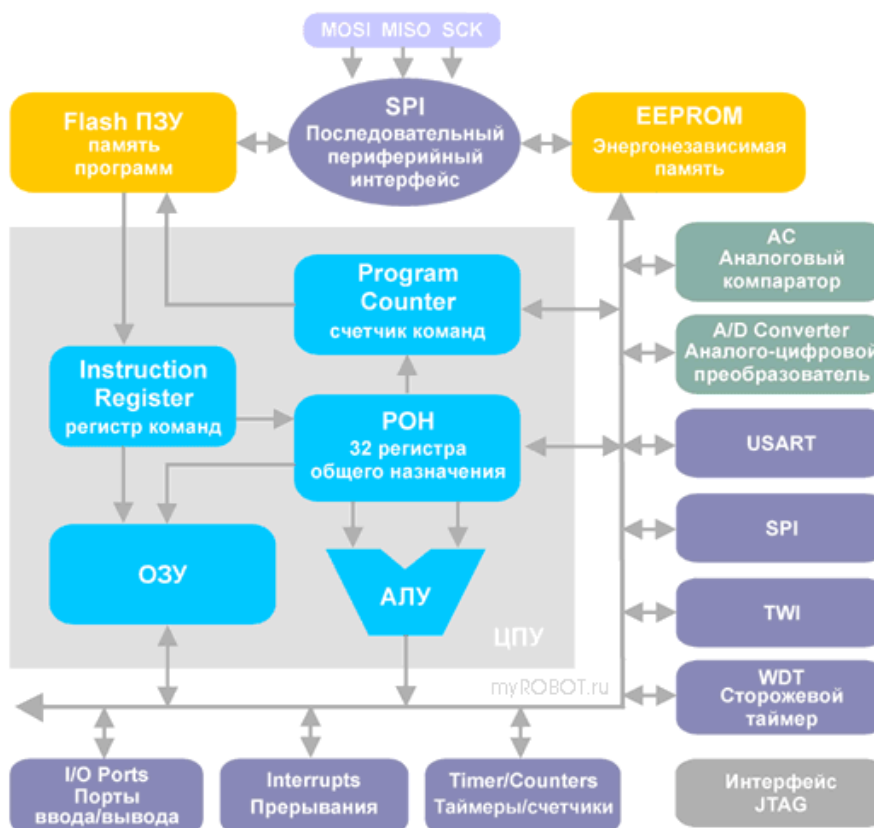 MOSI MISO SCK
SPI
Последовательный
периферийный
интерфейс
Flash ПЗУ
память
программ
EEPROM
Энергонезависимая
память
AC
Аналоговый
компаратор
Program
Counter
счетчик команд
A/D Converter
Аналого-цифровой
преобразователь
Instruction
Register
регистр команд
РОН
32 регистра
общего назначения
USART
SPI
ОЗУ
АЛУ
ЦПУ
TWI
WDT
Сторожевой
таймер
myROBOT.ru
I/O Ports
Порты
ввода/вывода
Interrupts
Прерывания
Timer/Counters
Таймеры/счетчики
Интерфейс
JTAG